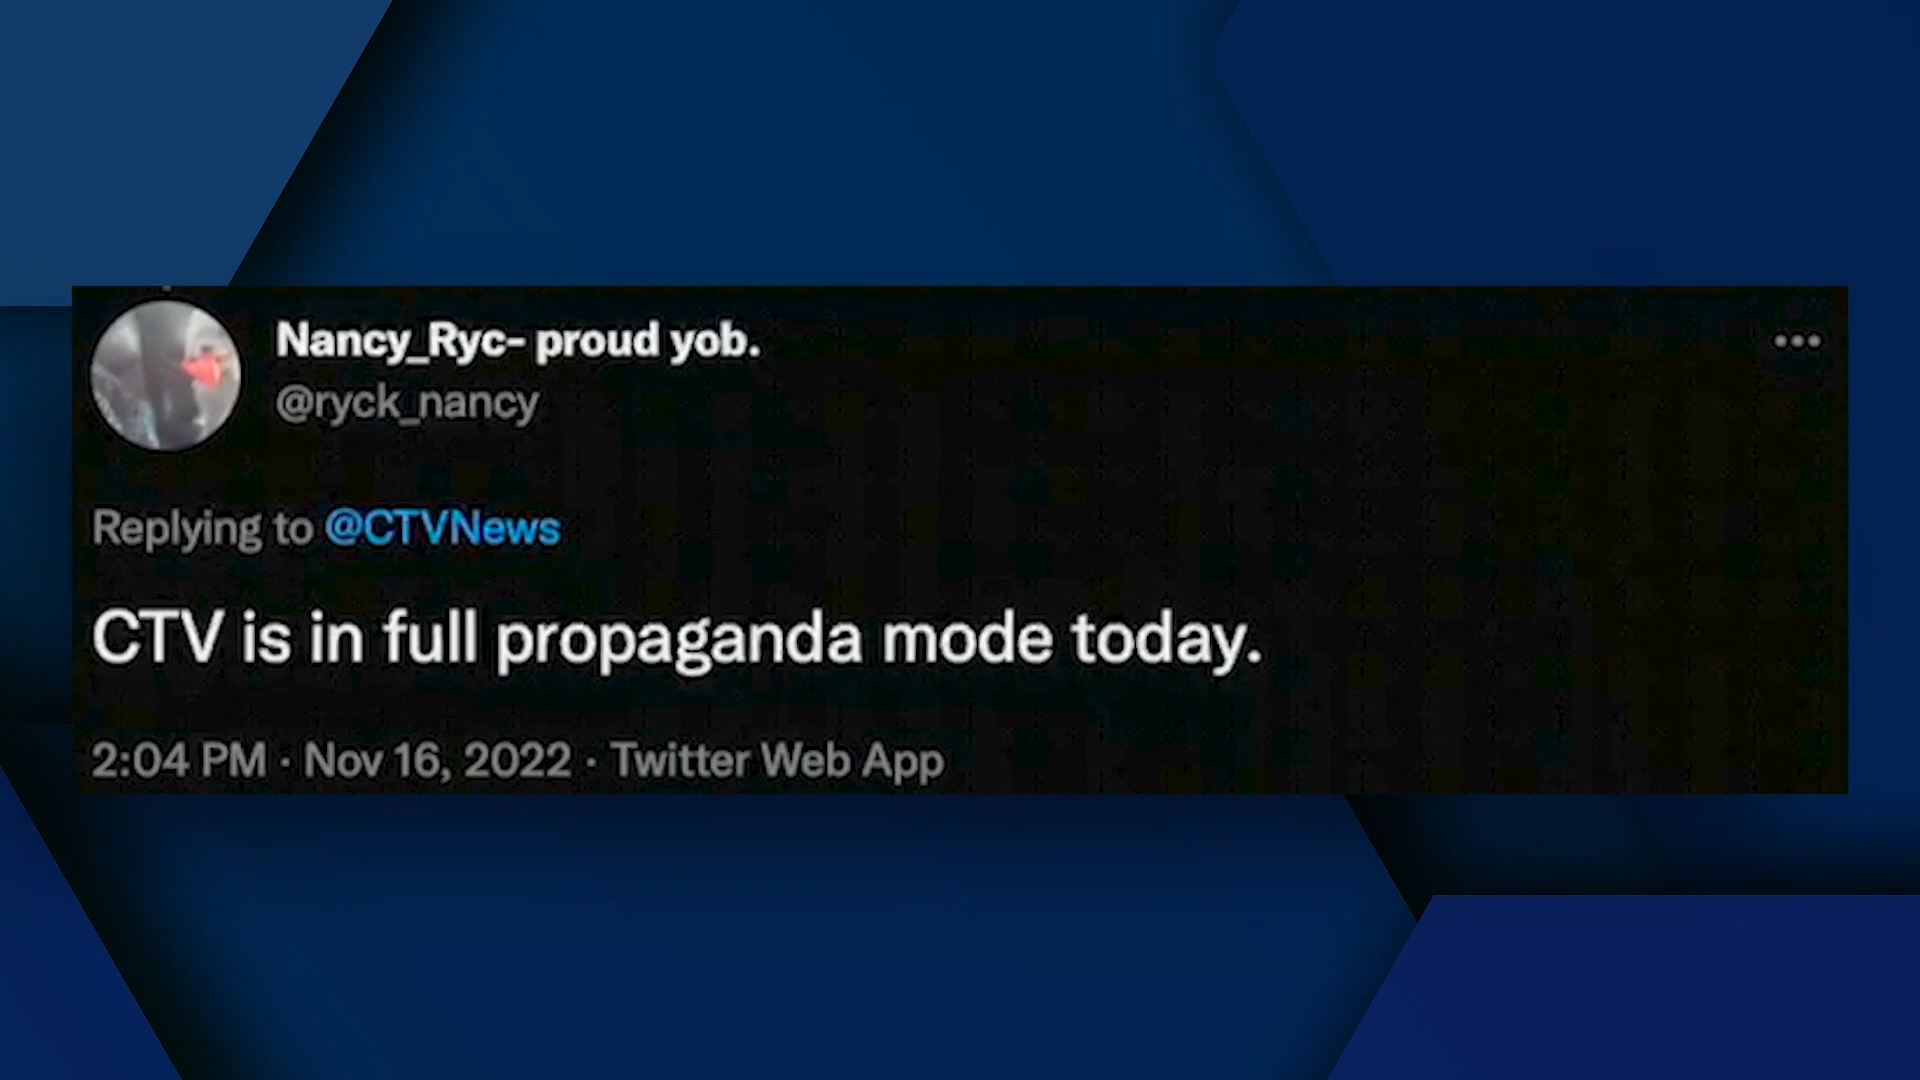 Nancy_Ryc- proud yob.
@ryck_nancy
Replying to @CTVNews
CTV is in full propaganda mode today.
2:04 PM · Nov 16, 2022 · Twitter Web App